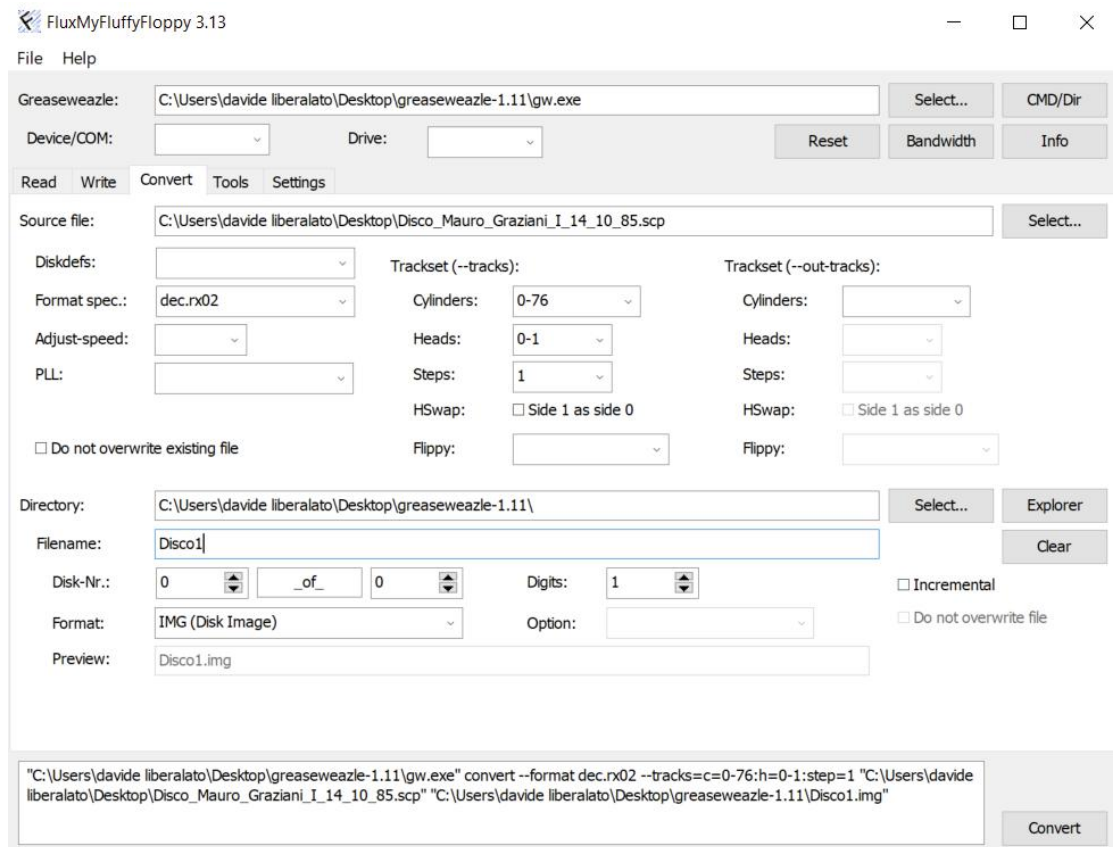 FluxMyFluffyFloppy 3.13
File Help
Greaseweazle: C:\Users\davide liberalato\Desktop\greaseweazle-1.11\gw.exe Select... CMD/Dir
Device/COM: Drive: Reset Bandwidth Info
Read Write Convert Tools Settings
Source file: C:\Users\davide liberalato\Desktop\Disco_Mauro_Graziani_I_14_10_85.scp Select...
Diskdefs: Trackset (--tracks): Trackset (--out-tracks):
Format spec.: dec.rx02 Cylinders: 0-76 Cylinders:
Adjust-speed: Heads: 0-1 Heads:
PLL: Steps: 1 Steps:
HSwap: Side 1 as side 0 HSwap: Side 1 as side 0
Do not overwrite existing file Flippy: Flippy:
Directory: C:\Users\davide liberalato\Desktop\greaseweazle-1.11\ Select... Explorer
Filename: Disco1 Clear
Disk-Nr.: 0 _of_ 0 Digits: 1 Incremental
Format: IMG (Disk Image) Option: Do not overwrite file
Preview: Disco1.img
"C:\Users\davide liberalato\Desktop\greaseweazle-1.11\gw.exe" convert --format dec.rx02 --tracks=c=0-76:h=0-1:step=1 "C:\Users\davide
liberalato\Desktop\Disco_Mauro_Graziani_I_14_10_85.scp" "C:\Users\davide liberalato\Desktop\greaseweazle-1.11\Disco1.img"
Convert